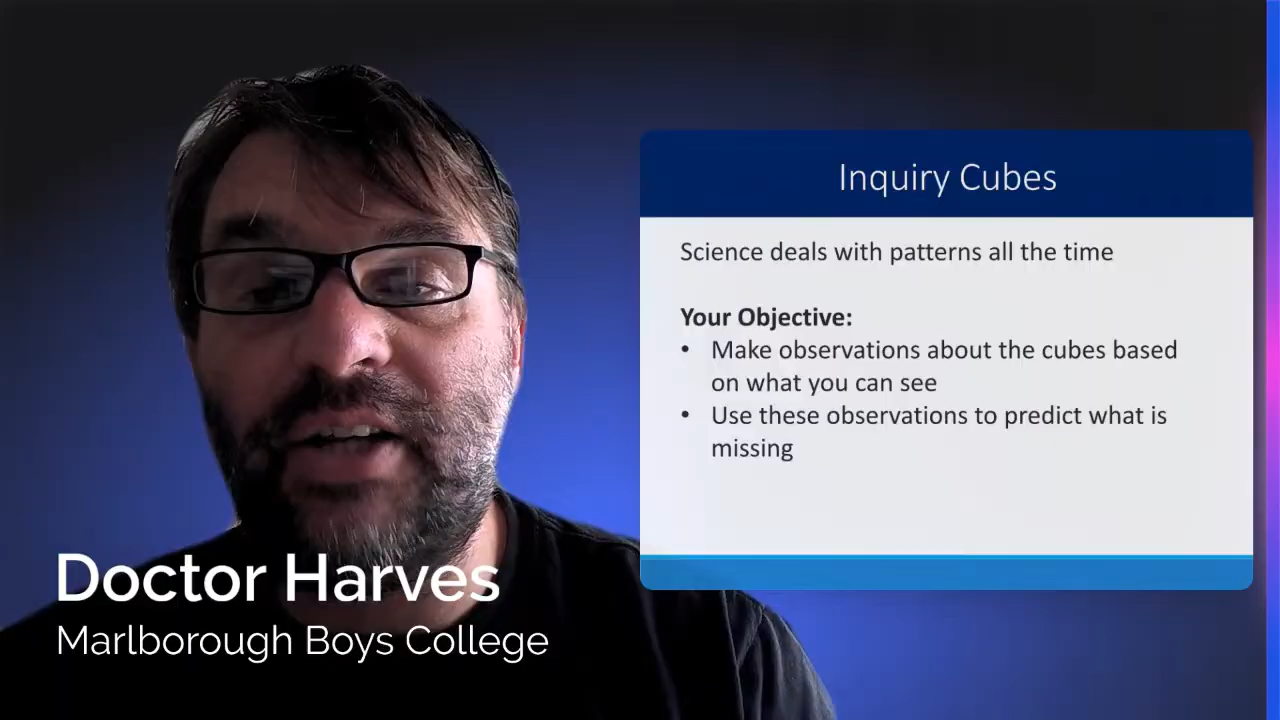 Inquiry Cubes
Science deals with patterns all the time
Your Objective:
• Make observations about the cubes based
on what you can see
• Use these observations to predict what is
missing
Doctor Harves
Marlborough Boys College